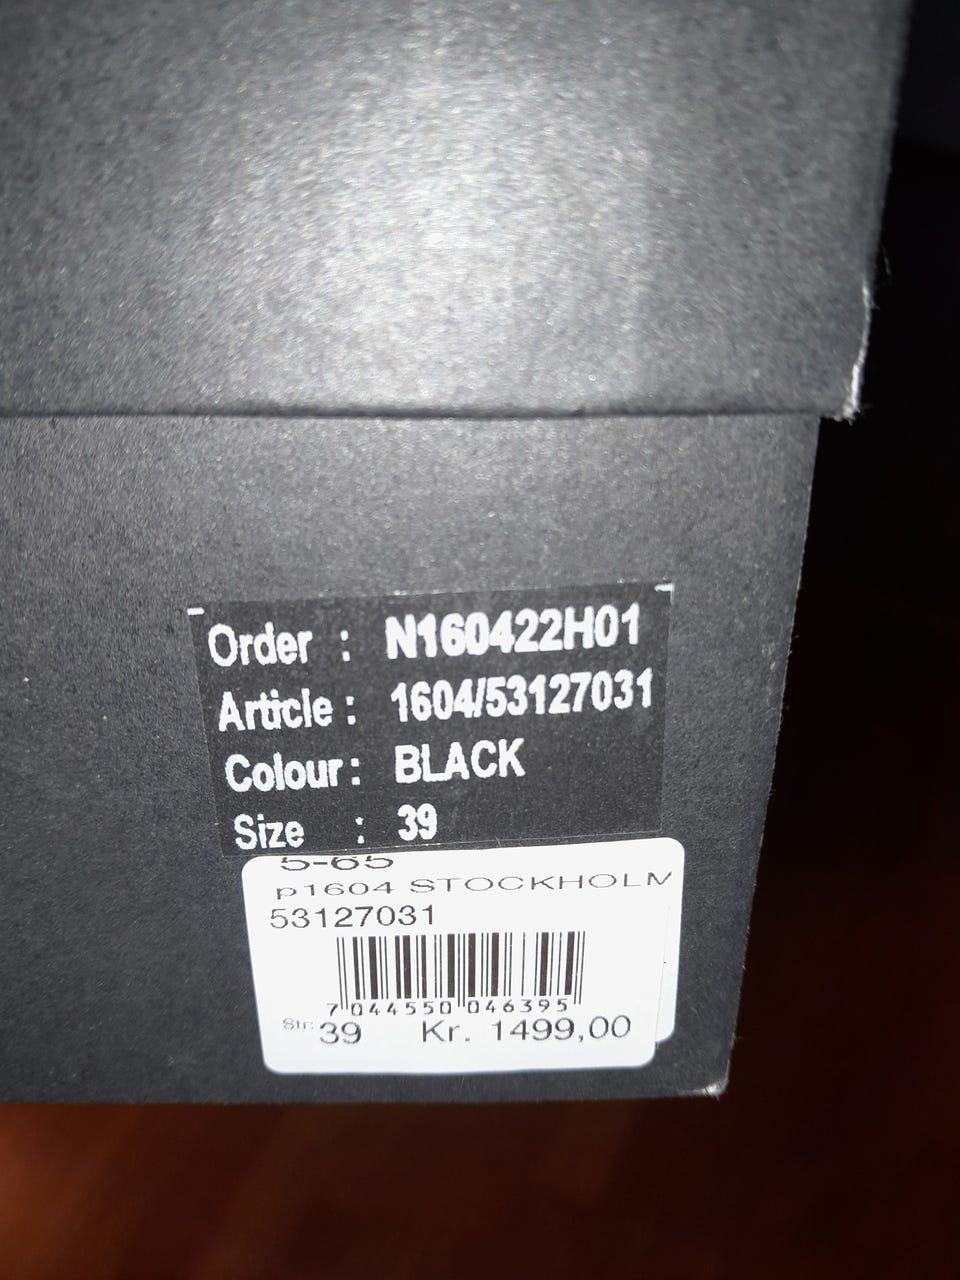 Order : N160422H01
Article : 1604/53127031
Colour : BLACK
Size : 39
5-65
p1604 STOCKHOLM
53127031
7 044550 046395
Str: 39 Kr. 1499,00